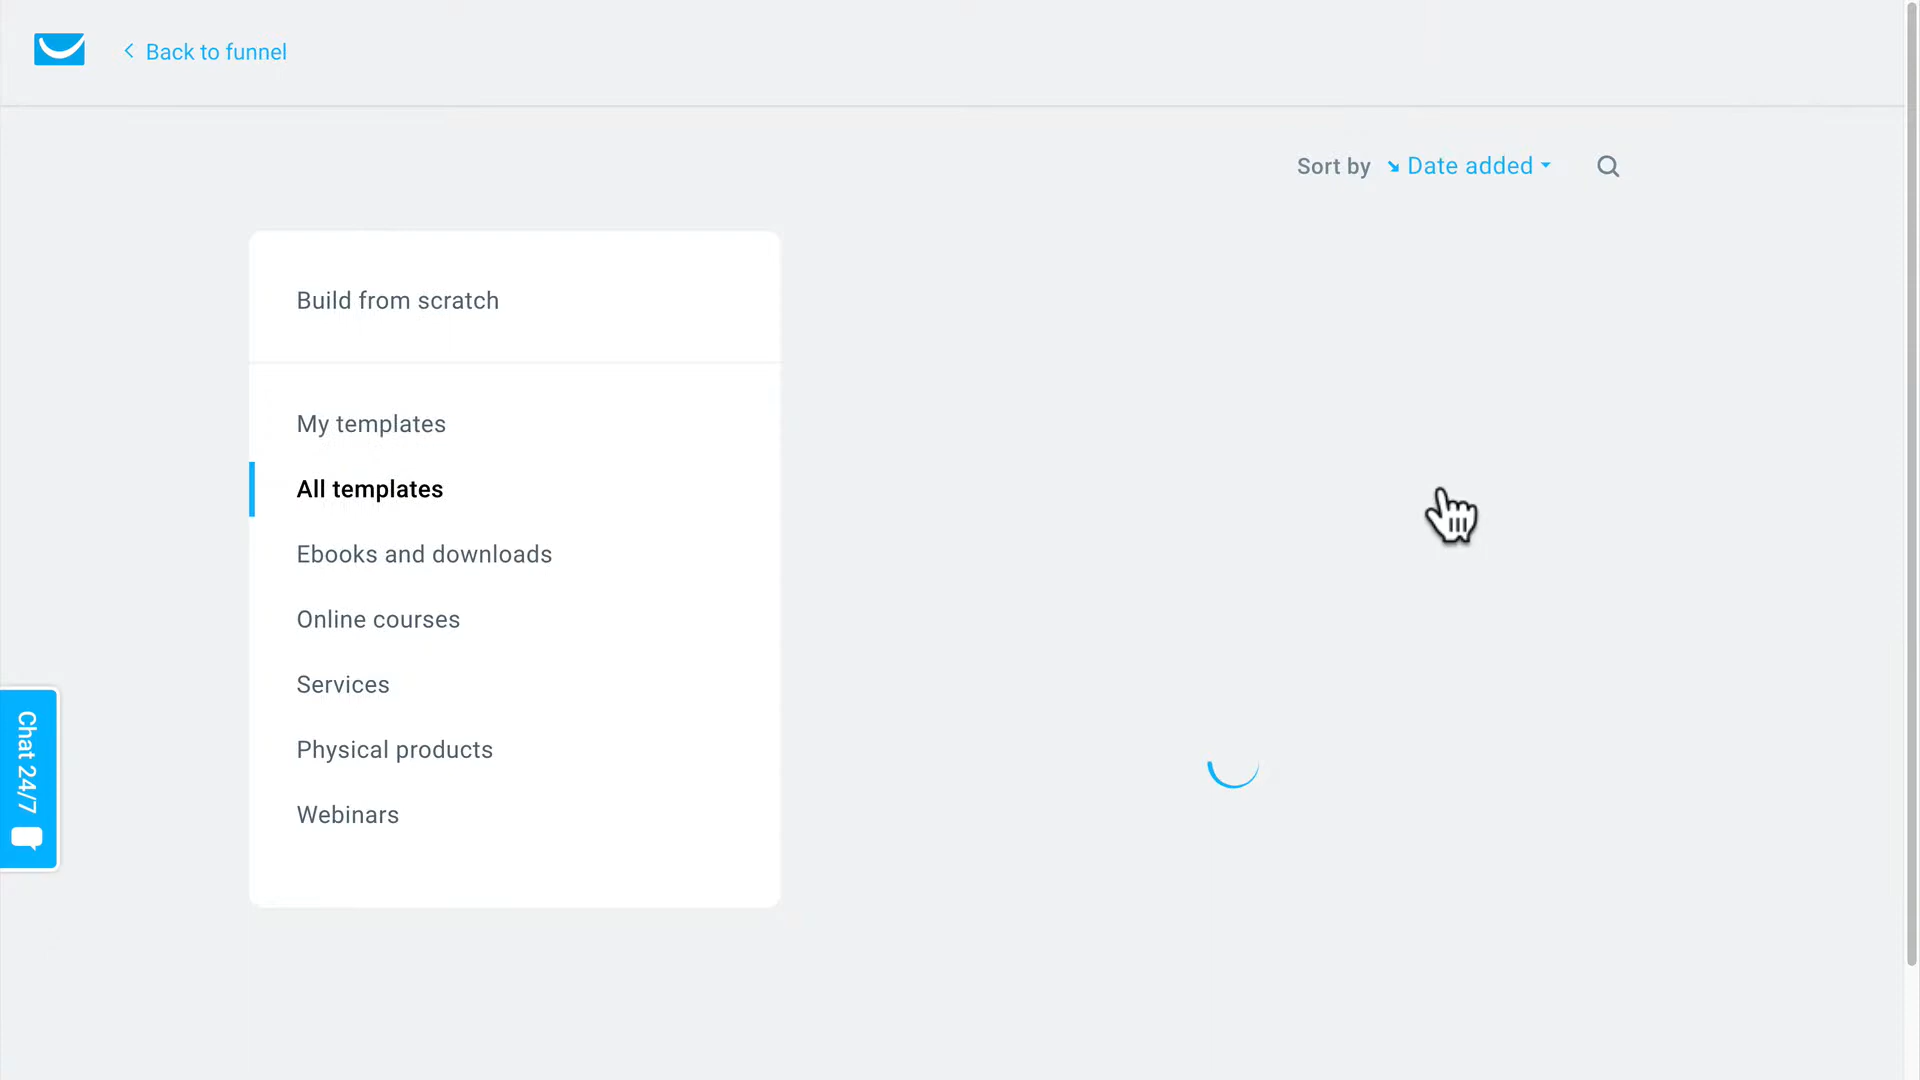 Back to funnel
Sort by Date added
Build from scratch
My templates
All templates
Ebooks and downloads
Online courses
Services
Physical products
Webinars
Chat 24/7